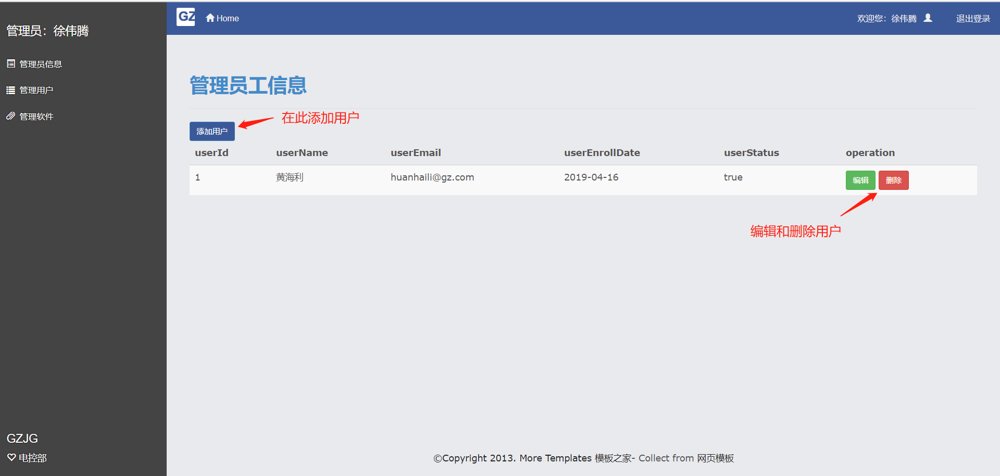 管理员：徐伟腾
管理员信息
管理用户
管理软件
GZJG
电控部
GZ Home 欢迎您：徐伟腾 退出登录
管理员工信息
在此添加用户
添加用户
userId userName userEmail userEnrollDate userStatus operation
1 黄海利 huanhaili@gz.com 2019-04-16 true 编辑 删除
编辑和删除用户
©Copyright 2013. More Templates 模板之家- Collect from 网页模板